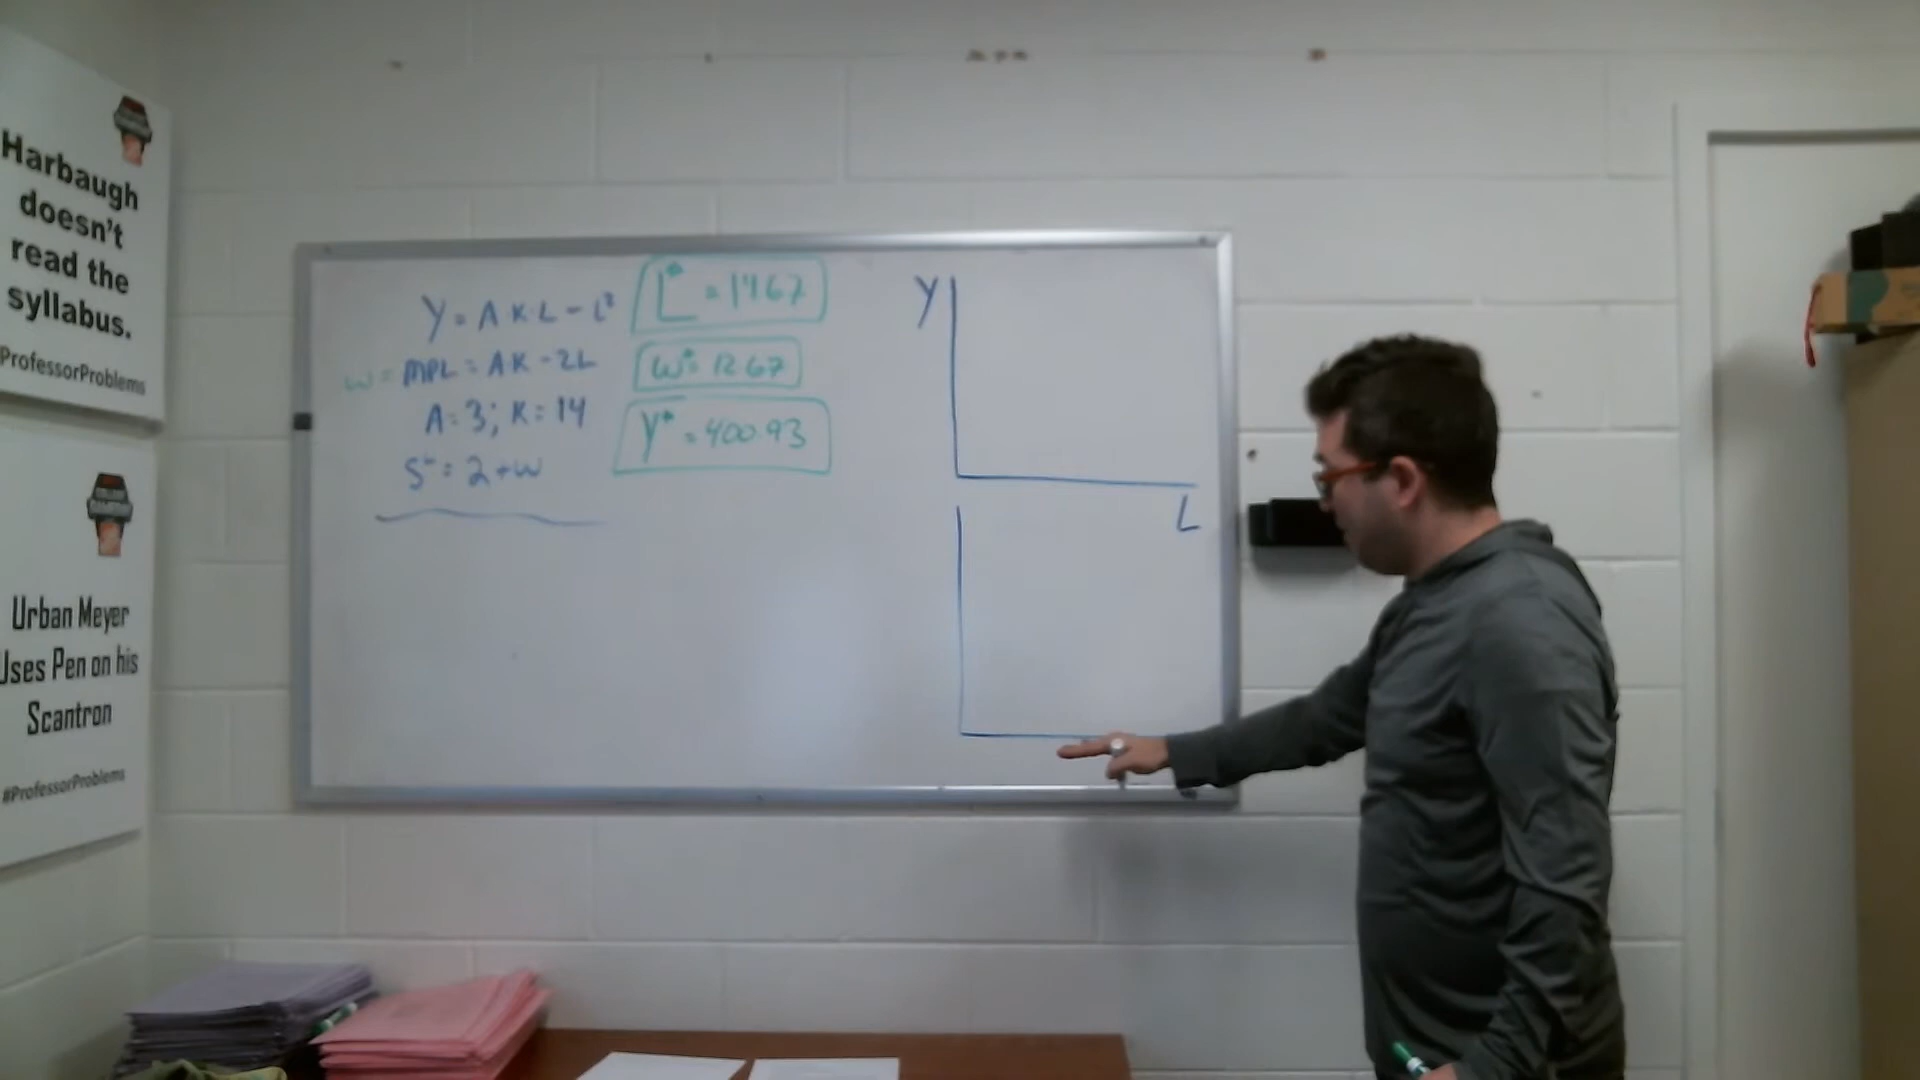 Harbaugh
doesn't
read the
syllabus.
#ProfessorProblems
Urban Meyer
Uses Pen on his
Scantron
#ProfessorProblems
Y = A K L - L²
w = MPL = AK - 2L
A = 3; K = 14
Sᴸ = 2 + w
L* = 14.67
w* = 12.67
Y* = 400.93
Y
L